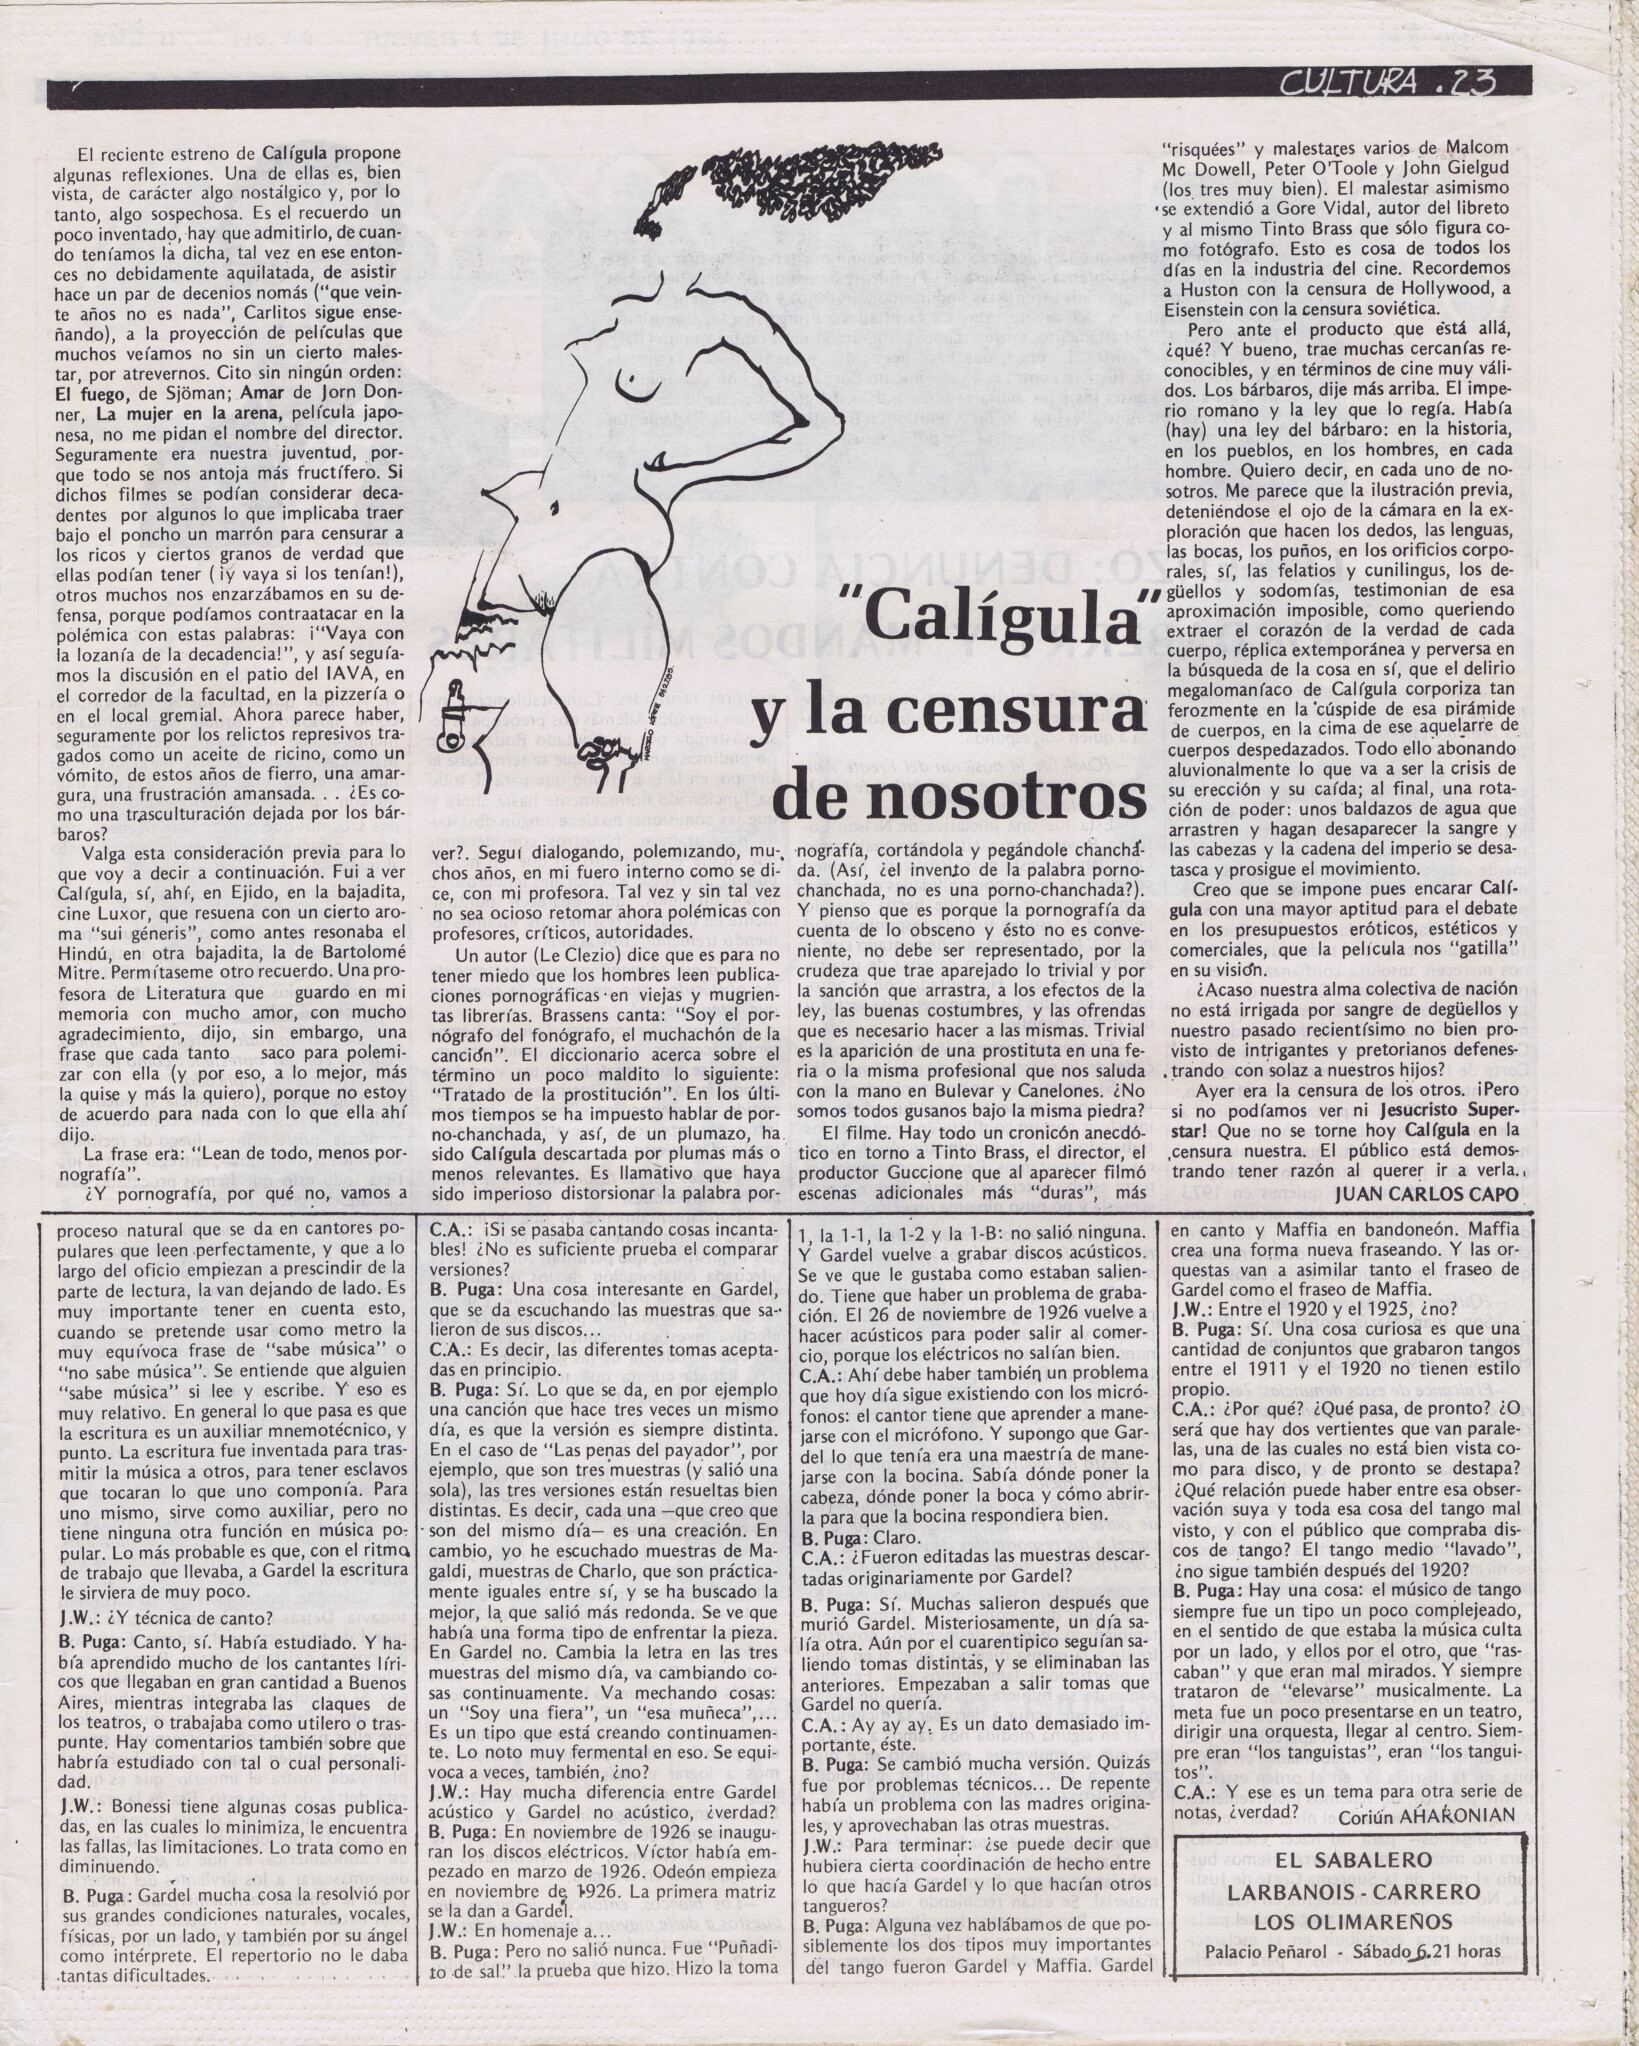 CULTURA . 23
El reciente estreno de Calígula propone
algunas reflexiones. Una de ellas es, bien
vista, de carácter algo nostálgico y, por lo
tanto, algo sospechosa. Es el recuerdo un
poco inventado, hay que admitirlo, de cuan-
do teníamos la dicha, tal vez en ese enton-
ces no debidamente aquilatada, de asistir
hace un par de decenios nomás (“que vein-
te años no es nada”, Carlitos sigue ense-
ñando), a la proyección de películas que
muchos veíamos no sin un cierto males-
tar, por atrevernos. Cito sin ningún orden:
El fuego, de Sjöman; Amar de Jorn Don-
ner, La mujer en la arena, película japo-
nesa, no me pidan el nombre del director.
Seguramente era nuestra juventud, por-
que todo se nos antoja más fructífero. Si
dichos filmes se podían considerar deca-
dentes por algunos lo que implicaba traer
bajo el poncho un marrón para censurar a
los ricos y ciertos granos de verdad que
ellas podían tener (¡y vaya si los tenían!),
otros muchos nos enzarzábamos en su de-
fensa, porque podíamos contraatacar en la
polémica con estas palabras: ¡“Vaya con
la lozanía de la decadencia!”, y así seguía-
mos la discusión en el patio del IAVA, en
el corredor de la facultad, en la pizzería o
en el local gremial. Ahora parece haber,
seguramente por los relictos represivos tra-
gados como un aceite de ricino, como un
vómito, de estos años de fierro, una amar-
gura, una frustración amansada. . . ¿Es co-
mo una trasculturación dejada por los bár-
baros?
Valga esta consideración previa para lo
que voy a decir a continuación. Fui a ver
Calígula, sí, ahí, en Ejido, en la bajadita,
cine Luxor, que resuena con un cierto aro-
ma “sui géneris”, como antes resonaba el
Hindú, en otra bajadita, la de Bartolomé
Mitre. Permítaseme otro recuerdo. Una pro-
fesora de Literatura que guardo en mi
memoria con mucho amor, con mucho
agradecimiento, dijo, sin embargo, una
frase que cada tanto saco para polemi-
zar con ella (y por eso, a lo mejor, más
la quise y más la quiero), porque no estoy
de acuerdo para nada con lo que ella ahí
dijo.
La frase era: “Lean de todo, menos por-
nografía”.
¿Y pornografía, por qué no, vamos a
“Calígula”
y la censura
de nosotros
ver?. Seguí dialogando, polemizando, mu-
chos años, en mi fuero interno como se di-
ce, con mi profesora. Tal vez y sin tal vez
no sea ocioso retomar ahora polémicas con
profesores, críticos, autoridades.
Un autor (Le Clezio) dice que es para no
tener miedo que los hombres leen publica-
ciones pornográficas en viejas y mugrien-
tas librerías. Brassens canta: “Soy el por-
nógrafo del fonógrafo, el muchachón de la
canción”. El diccionario acerca sobre el
término un poco maldito lo siguiente:
“Tratado de la prostitución”. En los últi-
mos tiempos se ha impuesto hablar de por-
no-chanchada, y así, de un plumazo, ha
sido Calígula descartada por plumas más o
menos relevantes. Es llamativo que haya
sido imperioso distorsionar la palabra por-
nografía, cortándola y pegándole chancha-
da. (Así, ¿el invento de la palabra porno-
chanchada, no es una porno-chanchada?).
Y pienso que es porque la pornografía da
cuenta de lo obsceno y ésto no es conve-
niente, no debe ser representado, por la
crudeza que trae aparejado lo trivial y por
la sanción que arrastra, a los efectos de la
ley, las buenas costumbres, y las ofrendas
que es necesario hacer a las mismas. Trivial
es la aparición de una prostituta en una fe-
ria o la misma profesional que nos saluda
con la mano en Bulevar y Canelones. ¿No
somos todos gusanos bajo la misma piedra?
El filme. Hay todo un cronicón anecdó-
tico en torno a Tinto Brass, el director, el
productor Guccione que al aparecer filmó
escenas adicionales más “duras”, más
“risquées” y malestares varios de Malcom
Mc Dowell, Peter O’Toole y John Gielgud
(los tres muy bien). El malestar asimismo
se extendió a Gore Vidal, autor del libreto
y al mismo Tinto Brass que sólo figura co-
mo fotógrafo. Esto es cosa de todos los
días en la industria del cine. Recordemos
a Huston con la censura de Hollywood, a
Eisenstein con la censura soviética.
Pero ante el producto que está allá,
¿qué? Y bueno, trae muchas cercanías re-
conocibles, y en términos de cine muy váli-
dos. Los bárbaros, dije más arriba. El impe-
rio romano y la ley que lo regía. Había
(hay) una ley del bárbaro: en la historia,
en los pueblos, en los hombres, en cada
hombre. Quiero decir, en cada uno de no-
sotros. Me parece que la ilustración previa,
deteniéndose el ojo de la cámara en la ex-
ploración que hacen los dedos, las lenguas,
las bocas, los puños, en los orificios corpo-
rales, sí, las felatios y cunilingus, los de-
güellos y sodomías, testimonian de esa
aproximación imposible, como queriendo
extraer el corazón de la verdad de cada
cuerpo, réplica extemporánea y perversa en
la búsqueda de la cosa en sí, que el delirio
megalomaníaco de Calígula corporiza tan
ferozmente en la cúspide de esa pirámide
de cuerpos, en la cima de ese aquelarre de
cuerpos despedazados. Todo ello abonando
aluvionalmente lo que va a ser la crisis de
su erección y su caída; al final, una rota-
ción de poder: unos baldazos de agua que
arrastren y hagan desaparecer la sangre y
las cabezas y la cadena del imperio se desa-
tasca y prosigue el movimiento.
Creo que se impone pues encarar Calí-
gula con una mayor aptitud para el debate
en los presupuestos eróticos, estéticos y
comerciales, que la película nos “gatilla”
en su visión.
¿Acaso nuestra alma colectiva de nación
no está irrigada por sangre de degüellos y
nuestro pasado recientísimo no bien pro-
visto de intrigantes y pretorianos defenes-
trando con solaz a nuestros hijos?
Ayer era la censura de los otros. ¡Pero
si no podíamos ver ni Jesucristo Super-
star! Que no se torne hoy Calígula en la
censura nuestra. El público está demos-
trando tener razón al querer ir a verla.
JUAN CARLOS CAPO
proceso natural que se da en cantores po-
pulares que leen perfectamente, y que a lo
largo del oficio empiezan a prescindir de la
parte de lectura, la van dejando de lado. Es
muy importante tener en cuenta esto,
cuando se pretende usar como metro la
muy equívoca frase de “sabe música” o
“no sabe música”. Se entiende que alguien
“sabe música” si lee y escribe. Y eso es
muy relativo. En general lo que pasa es que
la escritura es un auxiliar mnemotécnico, y
punto. La escritura fue inventada para tras-
mitir la música a otros, para tener esclavos
que tocaran lo que uno componía. Para
uno mismo, sirve como auxiliar, pero no
tiene ninguna otra función en música po-
pular. Lo más probable es que, con el ritmo
de trabajo que llevaba, a Gardel la escritura
le sirviera de muy poco.
J.W.: ¿Y técnica de canto?
B. Puga: Canto, sí. Había estudiado. Y ha-
bía aprendido mucho de los cantantes líri-
cos que llegaban en gran cantidad a Buenos
Aires, mientras integraba las claques de
los teatros, o trabajaba como utilero o tras-
punte. Hay comentarios también sobre que
habría estudiado con tal o cual personali-
dad.
J.W.: Bonessi tiene algunas cosas publica-
das, en las cuales lo minimiza, le encuentra
las fallas, las limitaciones. Lo trata como en
diminuendo.
B. Puga: Gardel mucha cosa la resolvió por
sus grandes condiciones naturales, vocales,
físicas, por un lado, y también por su ángel
como intérprete. El repertorio no le daba
tantas dificultades.
C.A.: ¡Si se pasaba cantando cosas incanta-
bles! ¿No es suficiente prueba el comparar
versiones?
B. Puga: Una cosa interesante en Gardel,
que se da escuchando las muestras que sa-
lieron de sus discos...
C.A.: Es decir, las diferentes tomas acepta-
das en principio.
B. Puga: Sí. Lo que se da, en por ejemplo
una canción que hace tres veces un mismo
día, es que la versión es siempre distinta.
En el caso de “Las penas del payador”, por
ejemplo, que son tres muestras (y salió una
sola), las tres versiones están resueltas bien
distintas. Es decir, cada una —que creo que
son del mismo día— es una creación. En
cambio, yo he escuchado muestras de Ma-
galdi, muestras de Charlo, que son práctica-
mente iguales entre sí, y se ha buscado la
mejor, la que salió más redonda. Se ve que
había una forma tipo de enfrentar la pieza.
En Gardel no. Cambia la letra en las tres
muestras del mismo día, va cambiando co-
sas continuamente. Va mechando cosas:
un “Soy una fiera”, un “esa muñeca”,...
Es un tipo que está creando continuamen-
te. Lo noto muy fermental en eso. Se equi-
voca a veces, también, ¿no?
J.W.: Hay mucha diferencia entre Gardel
acústico y Gardel no acústico, ¿verdad?
B. Puga: En noviembre de 1926 se inaugu-
ran los discos eléctricos. Víctor había em-
pezado en marzo de 1926. Odeón empieza
en noviembre de 1926. La primera matriz
se la dan a Gardel.
J.W.: En homenaje a...
B. Puga: Pero no salió nunca. Fue “Puñadi-
to de sal” la prueba que hizo. Hizo la toma
1, la 1-1, la 1-2 y la 1-B: no salió ninguna.
Y Gardel vuelve a grabar discos acústicos.
Se ve que le gustaba como estaban salien-
do. Tiene que haber un problema de graba-
ción. El 26 de noviembre de 1926 vuelve a
hacer acústicos para poder salir al comer-
cio, porque los eléctricos no salían bien.
C.A.: Ahí debe haber también un problema
que hoy día sigue existiendo con los micró-
fonos: el cantor tiene que aprender a mane-
jarse con el micrófono. Y supongo que Gar-
del lo que tenía era una maestría de mane-
jarse con la bocina. Sabía dónde poner la
cabeza, dónde poner la boca y cómo abrir-
la para que la bocina respondiera bien.
B. Puga: Claro.
C.A.: ¿Fueron editadas las muestras descar-
tadas originariamente por Gardel?
B. Puga: Sí. Muchas salieron después que
murió Gardel. Misteriosamente, un día sa-
lía otra. Aún por el cuarentipico seguían sa-
liendo tomas distintas, y se eliminaban las
anteriores. Empezaban a salir tomas que
Gardel no quería.
C.A.: Ay ay ay. Es un dato demasiado im-
portante, éste.
B. Puga: Se cambió mucha versión. Quizás
fue por problemas técnicos... De repente
había un problema con las madres origina-
les, y aprovechaban las otras muestras.
J.W.: Para terminar: ¿se puede decir que
hubiera cierta coordinación de hecho entre
lo que hacía Gardel y lo que hacían otros
tangueros?
B. Puga: Alguna vez hablábamos de que po-
siblemente los dos tipos muy importantes
del tango fueron Gardel y Maffia. Gardel
en canto y Maffia en bandoneón. Maffia
crea una forma nueva fraseando. Y las or-
questas van a asimilar tanto el fraseo de
Gardel como el fraseo de Maffia.
J.W.: Entre el 1920 y el 1925, ¿no?
B. Puga: Sí. Una cosa curiosa es que una
cantidad de conjuntos que grabaron tangos
entre el 1911 y el 1920 no tienen estilo
propio.
C.A.: ¿Por qué? ¿Qué pasa, de pronto? ¿O
será que hay dos vertientes que van parale-
las, una de las cuales no está bien vista co-
mo para disco, y de pronto se destapa?
¿Qué relación puede haber entre esa obser-
vación suya y toda esa cosa del tango mal
visto, y con el público que compraba dis-
cos de tango? El tango medio “lavado”,
¿no sigue también después del 1920?
B. Puga: Hay una cosa: el músico de tango
siempre fue un tipo un poco complejeado,
en el sentido de que estaba la música culta
por un lado, y ellos por el otro, que “ras-
caban” y que eran mal mirados. Y siempre
trataron de “elevarse” musicalmente. La
meta fue un poco presentarse en un teatro,
dirigir una orquesta, llegar al centro. Siem-
pre eran “los tanguistas”, eran “los tangui-
tos”.
C.A.: Y ese es un tema para otra serie de
notas, ¿verdad?
Coriún AHARONIAN
EL SABALERO
LARBANOIS - CARRERO
LOS OLIMAREÑOS
Palacio Peñarol - Sábado 6.21 horas